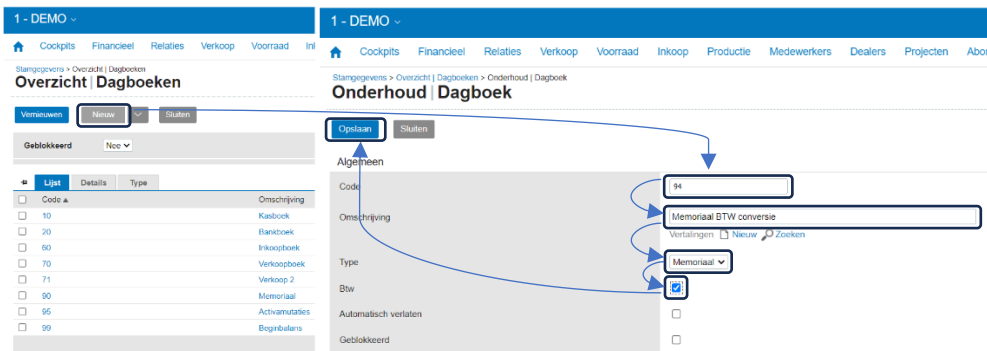 1 - DEMO
Cockpits Financieel Relaties Verkoop Voorraad
Stamgegevens > Overzicht | Dagboeken
Overzicht | Dagboeken
Vernieuwen Nieuw Sluiten
Geblokkeerd Nee
Lijst Details Type
Code Omschrijving
10 Kasboek
20 Bankboek
60 Inkoopboek
70 Verkoopboek
71 Verkoop 2
90 Memoriaal
95 Activamutaties
99 Beginbalans
1 - DEMO
Cockpits Financieel Relaties Verkoop Voorraad Inkoop Productie Medewerkers Dealers Projecten Abo
Stamgegevens > Overzicht | Dagboeken > Onderhoud | Dagboek
Onderhoud | Dagboek
Opslaan Sluiten
Algemeen
Code 94
Omschrijving Memoriaal BTW conversie
Vertalingen Nieuw Zoeken
Type Memoriaal
Btw
Automatisch verlaten
Geblokkeerd